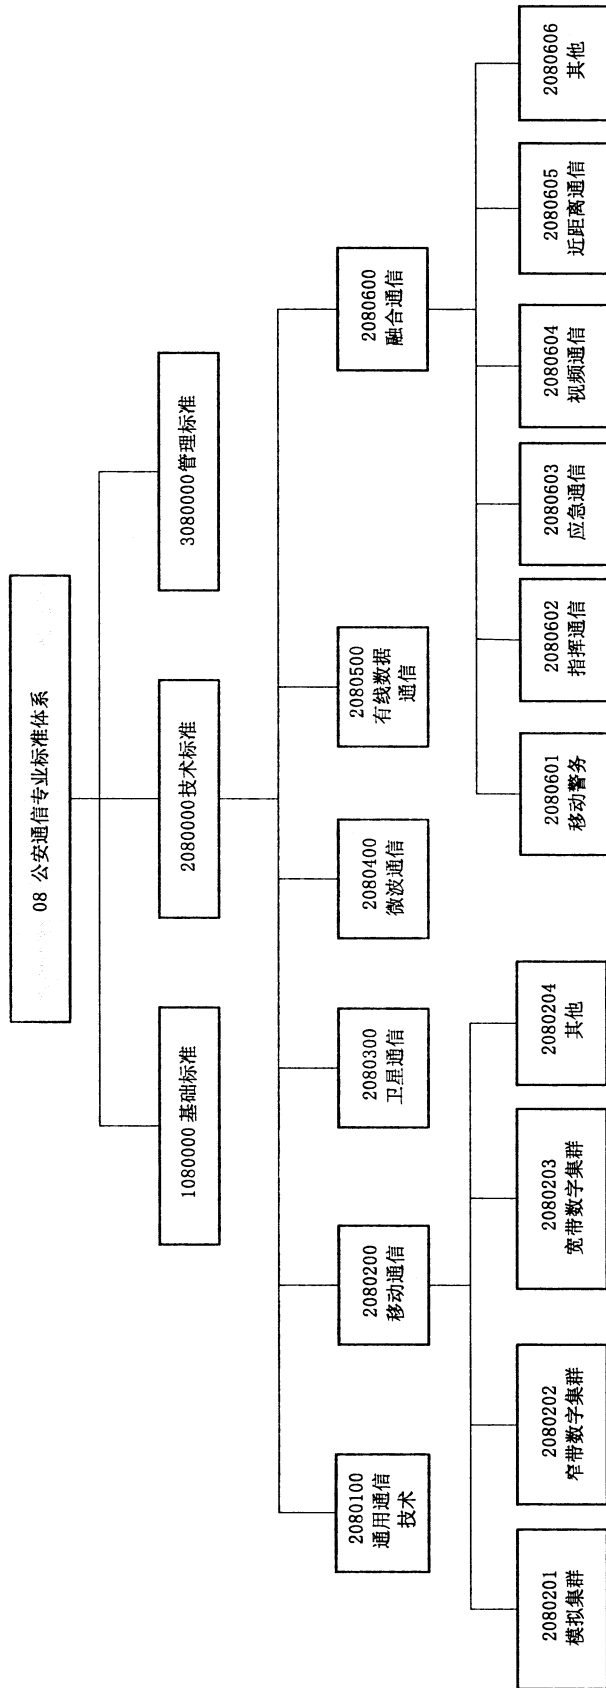 08 公安通信专业标准体系
1080000 基础标准
2080000 技术标准
3080000 管理标准
2080100
通用通信
技术
2080200
移动通信
2080300
卫星通信
2080400
微波通信
2080500
有线数据
通信
2080600
融合通信
2080201
模拟集群
2080202
窄带数字集群
2080203
宽带数字集群
2080204
其他
2080601
移动警务
2080602
指挥通信
2080603
应急通信
2080604
视频通信
2080605
近距离通信
2080606
其他